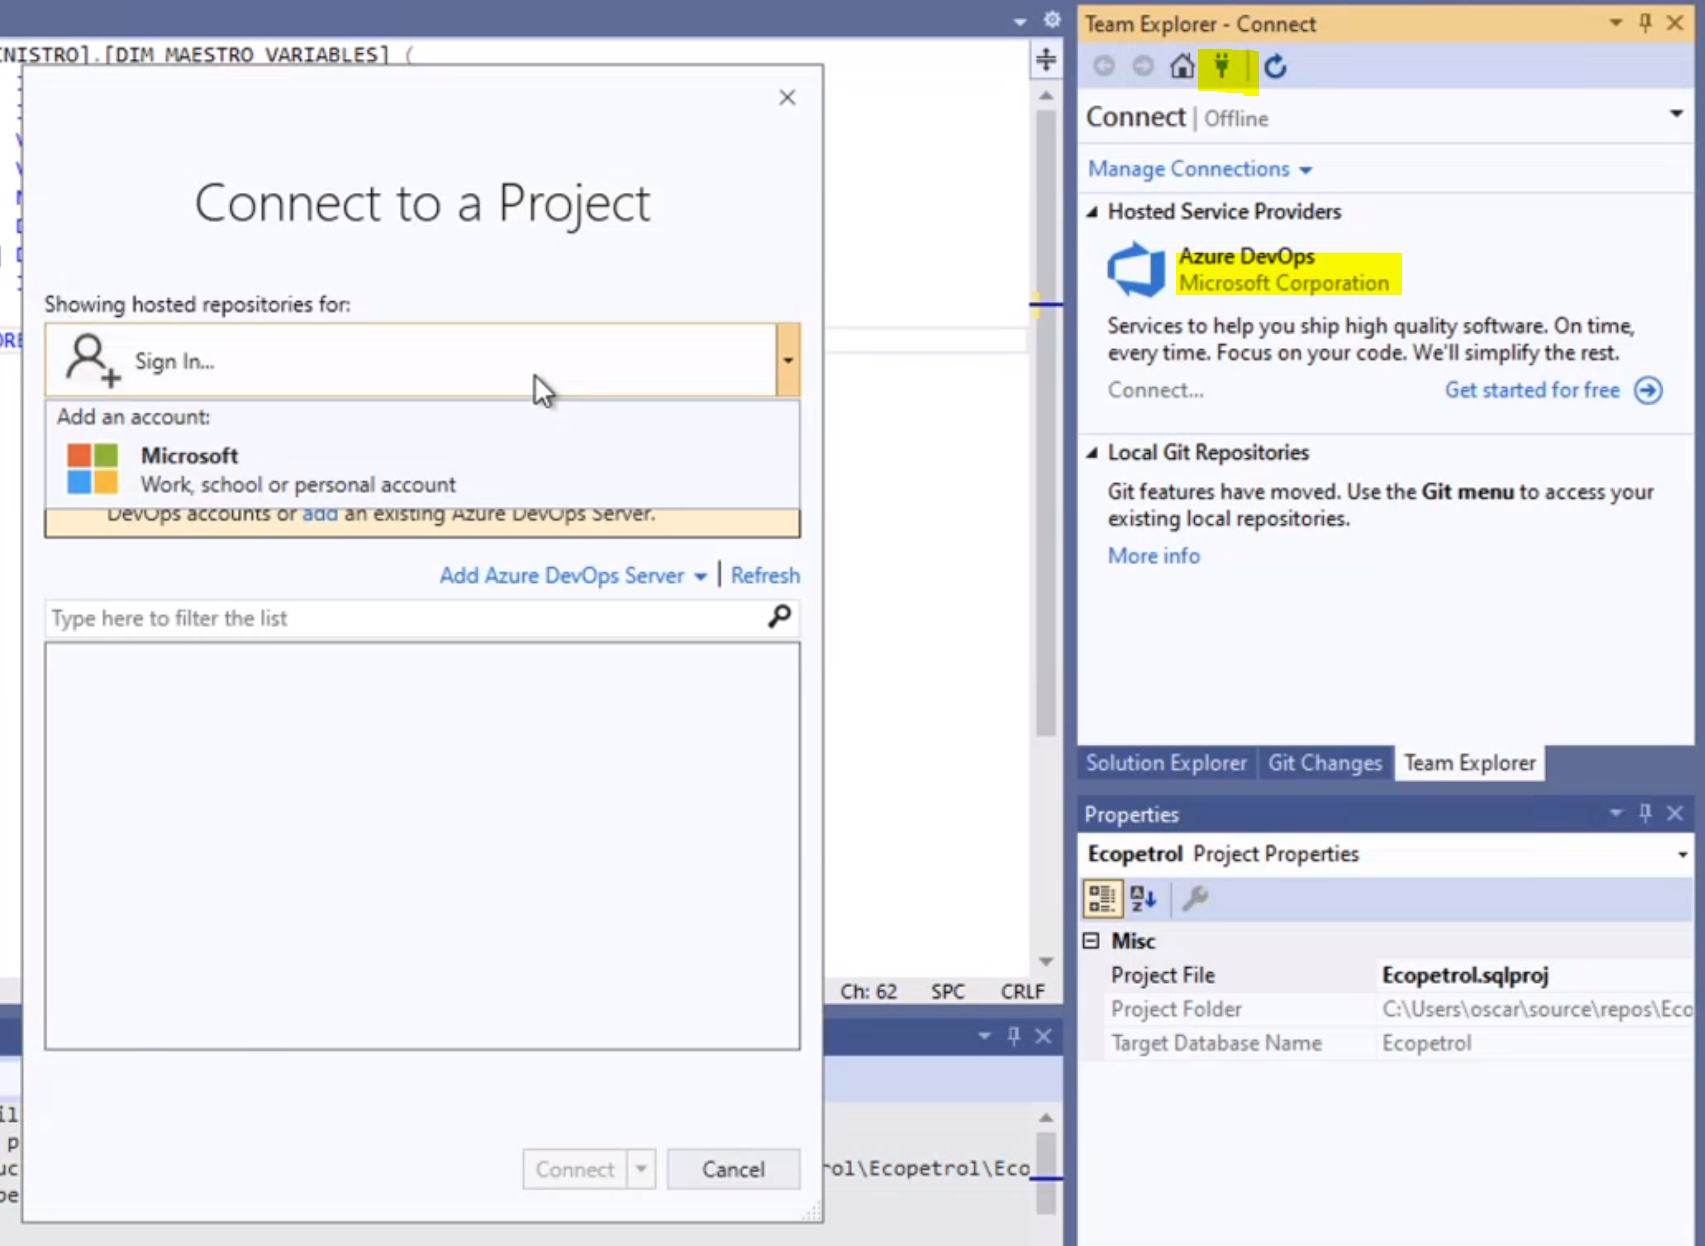 NISTRO].[DIM MAESTRO VARIABLES] (
Connect to a Project
Showing hosted repositories for:
Sign In...
Add an account:
Microsoft
Work, school or personal account
DevOps accounts or add an existing Azure DevOps Server.
Add Azure DevOps Server | Refresh
Type here to filter the list
Connect
Cancel
Ch: 62 SPC CRLF
rol\Ecopetrol\Eco
Team Explorer - Connect
Connect | Offline
Manage Connections
Hosted Service Providers
Azure DevOps
Microsoft Corporation
Services to help you ship high quality software. On time,
every time. Focus on your code. We'll simplify the rest.
Connect...
Get started for free
Local Git Repositories
Git features have moved. Use the Git menu to access your
existing local repositories.
More info
Solution Explorer
Git Changes
Team Explorer
Properties
Ecopetrol Project Properties
Misc
Project File Ecopetrol.sqlproj
Project Folder C:\Users\oscar\source\repos\Eco
Target Database Name Ecopetrol